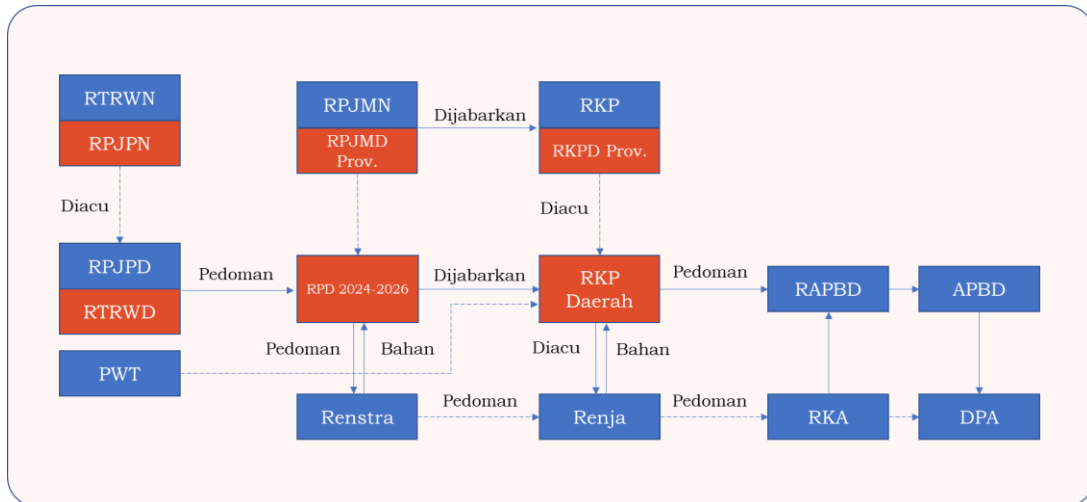 RTRWN
RPJPN
RPJMN
RPJMD
Prov.
Dijabarkan
RKP
RKPD Prov.
Diacu
Diacu
RPJPD
RTRWD
Pedoman
RPD 2024-2026
Dijabarkan
RKP
Daerah
Pedoman
RAPBD
APBD
PWT
Pedoman
Bahan
Diacu
Bahan
Renstra
Pedoman
Renja
Pedoman
RKA
DPA